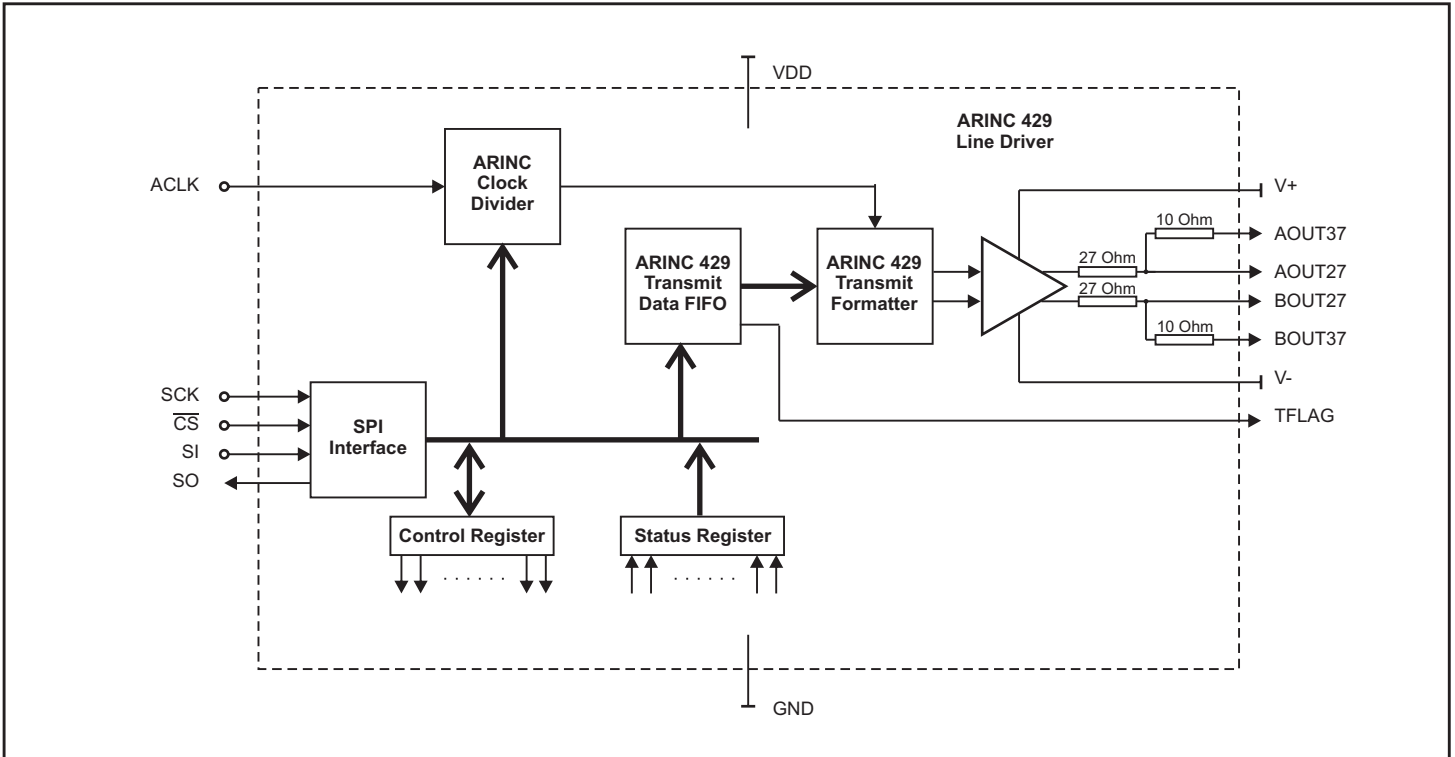 VDD
ARINC 429
Line Driver
ARINC
Clock
Divider
ACLK
V+
10 Ohm
AOUT37
ARINC 429
Transmit
Data FIFO
ARINC 429
Transmit
Formatter
27 Ohm
AOUT27
27 Ohm
BOUT27
10 Ohm
BOUT37
V-
TFLAG
SCK
CS
SI
SO
SPI
Interface
Control Register
. . . . . .
Status Register
. . . . . .
GND